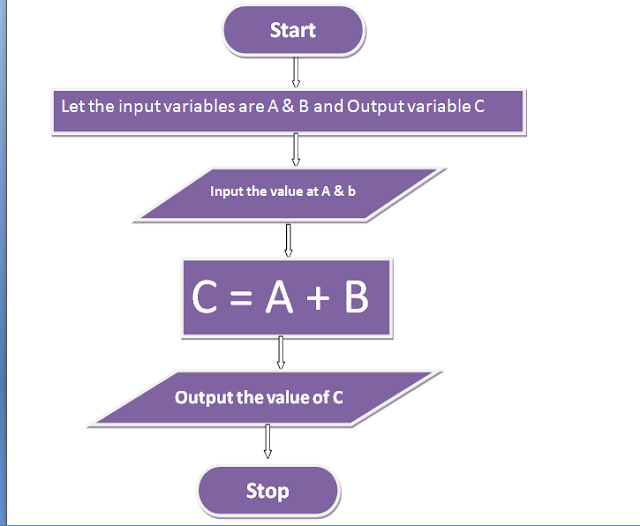 Start
Let the input variables are A & B and Output variable C
Input the value at A & b
C = A + B
Output the value of C
Stop